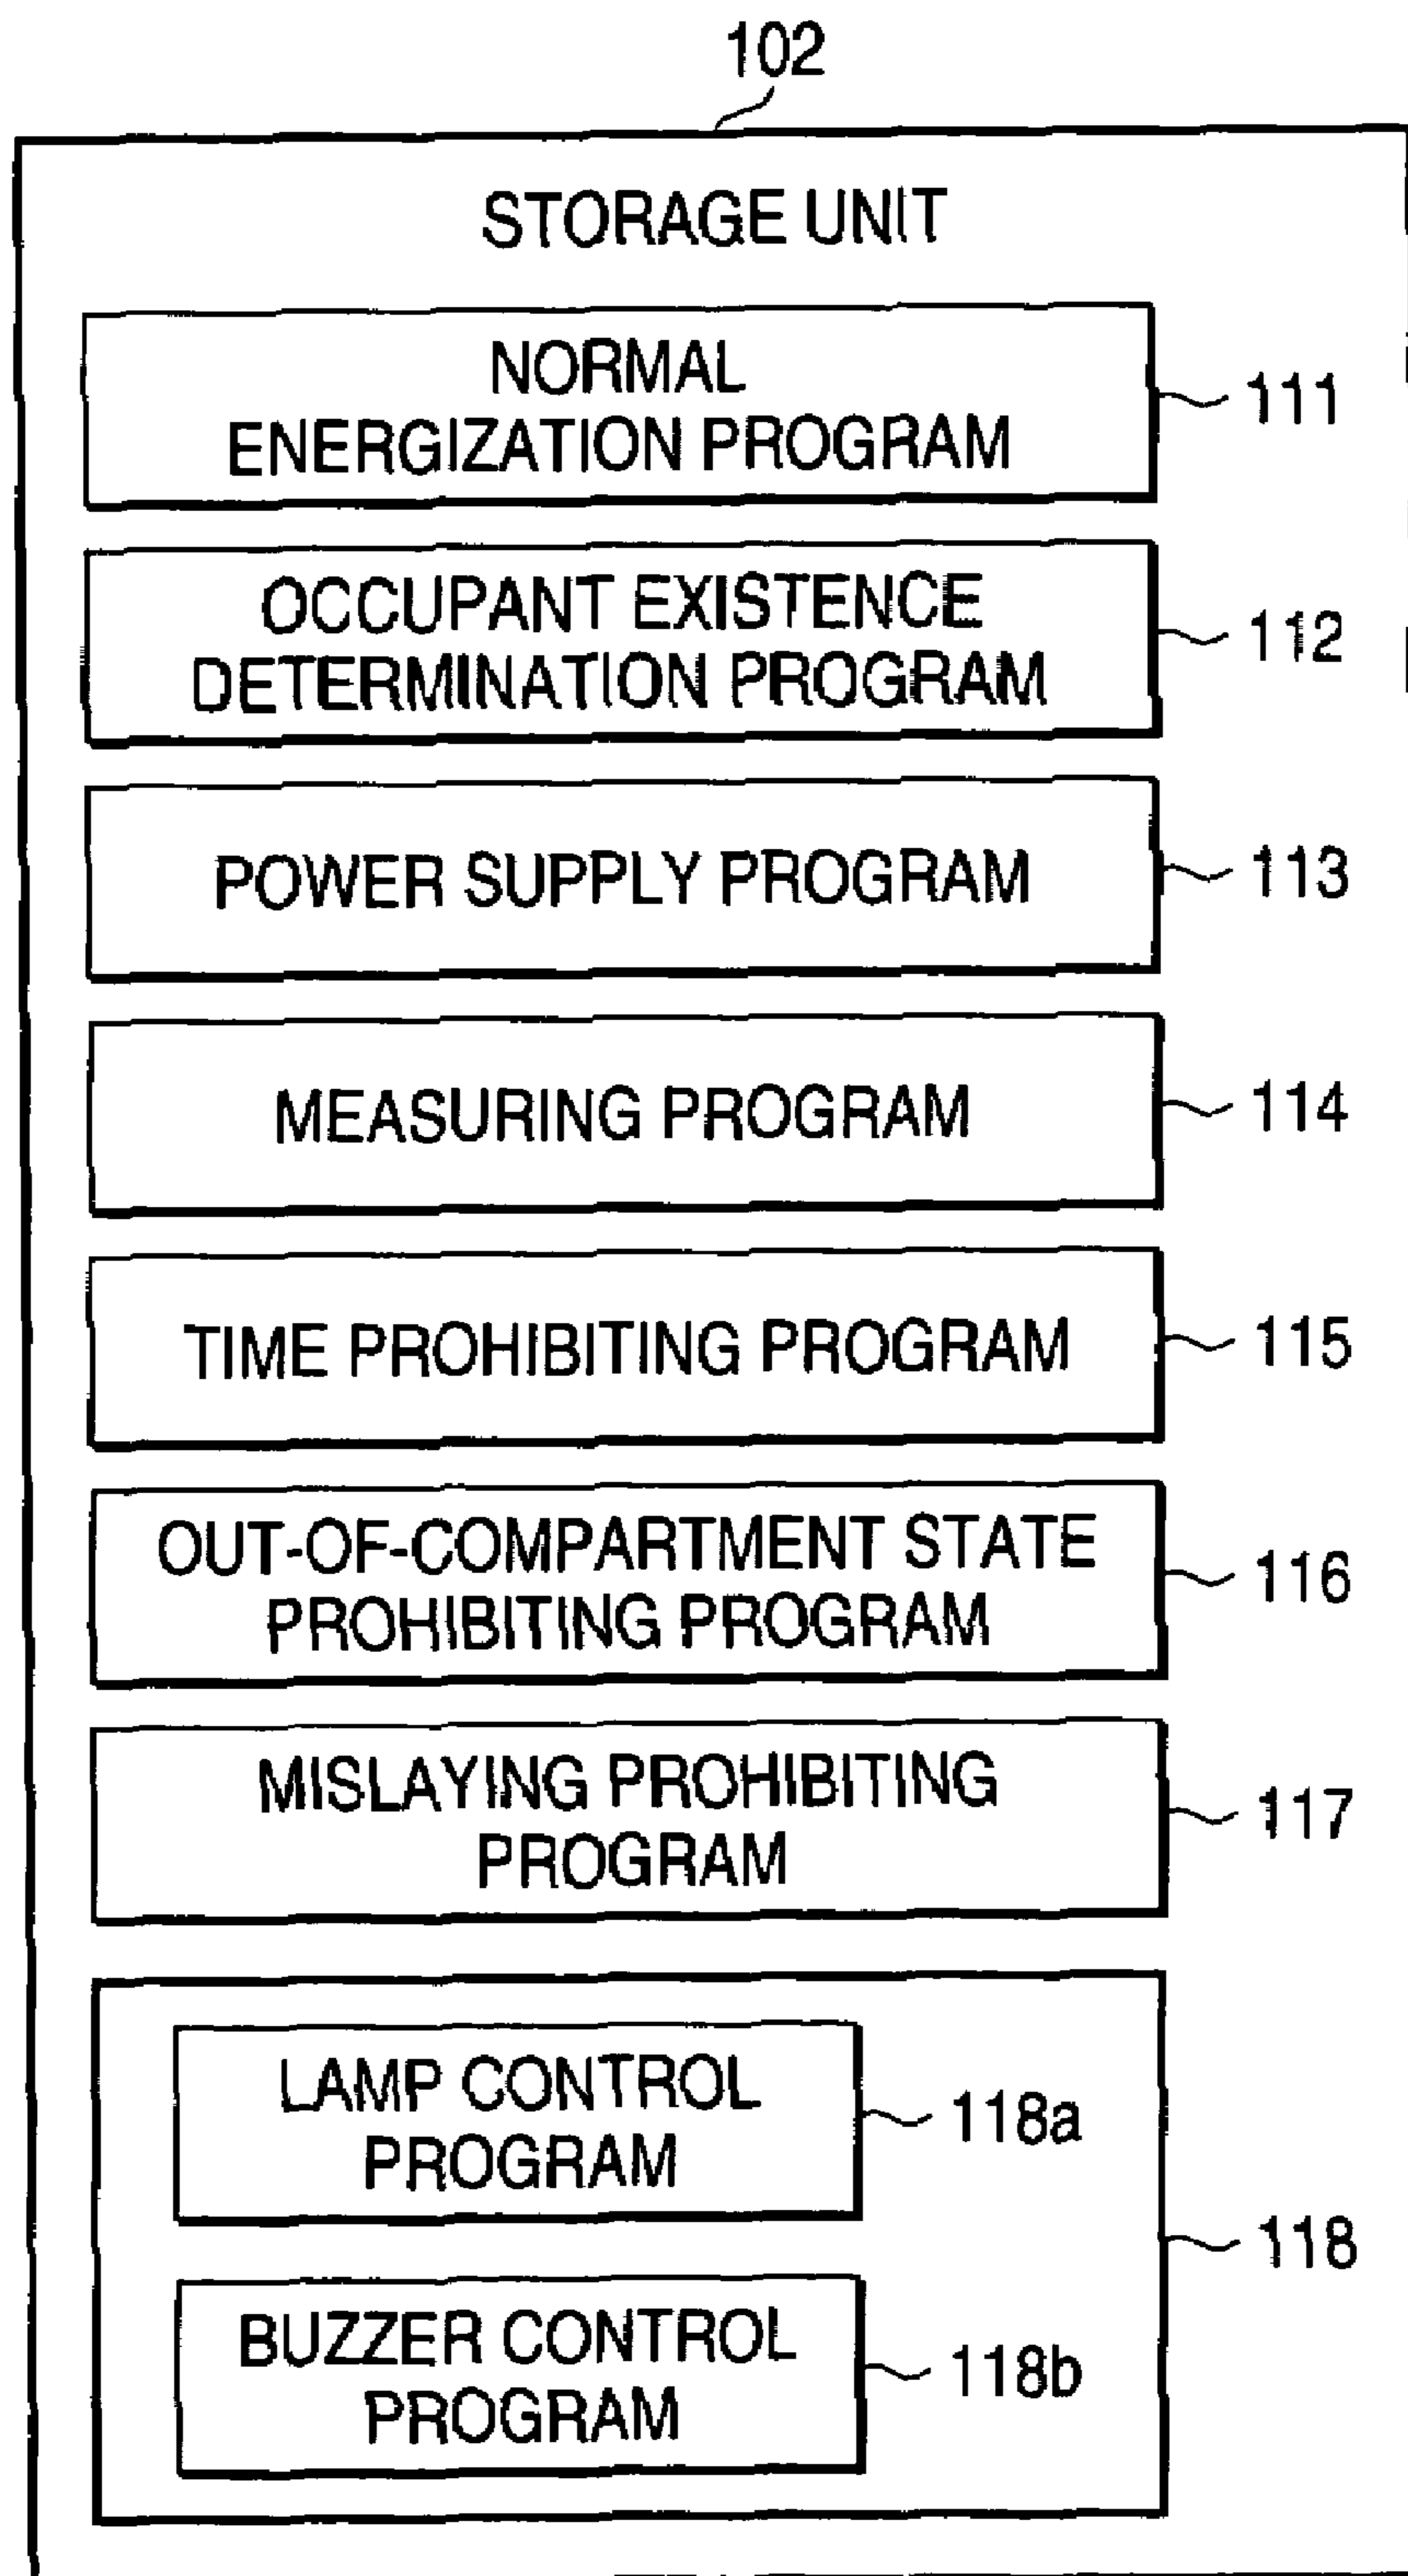 102
STORAGE UNIT
NORMAL
ENERGIZATION PROGRAM
111
OCCUPANT EXISTENCE
DETERMINATION PROGRAM
112
POWER SUPPLY PROGRAM
113
MEASURING PROGRAM
114
TIME PROHIBITING PROGRAM
115
OUT-OF-COMPARTMENT STATE
PROHIBITING PROGRAM
116
MISLAYING PROHIBITING
PROGRAM
117
LAMP CONTROL
PROGRAM
118a
118
BUZZER CONTROL
PROGRAM
118b